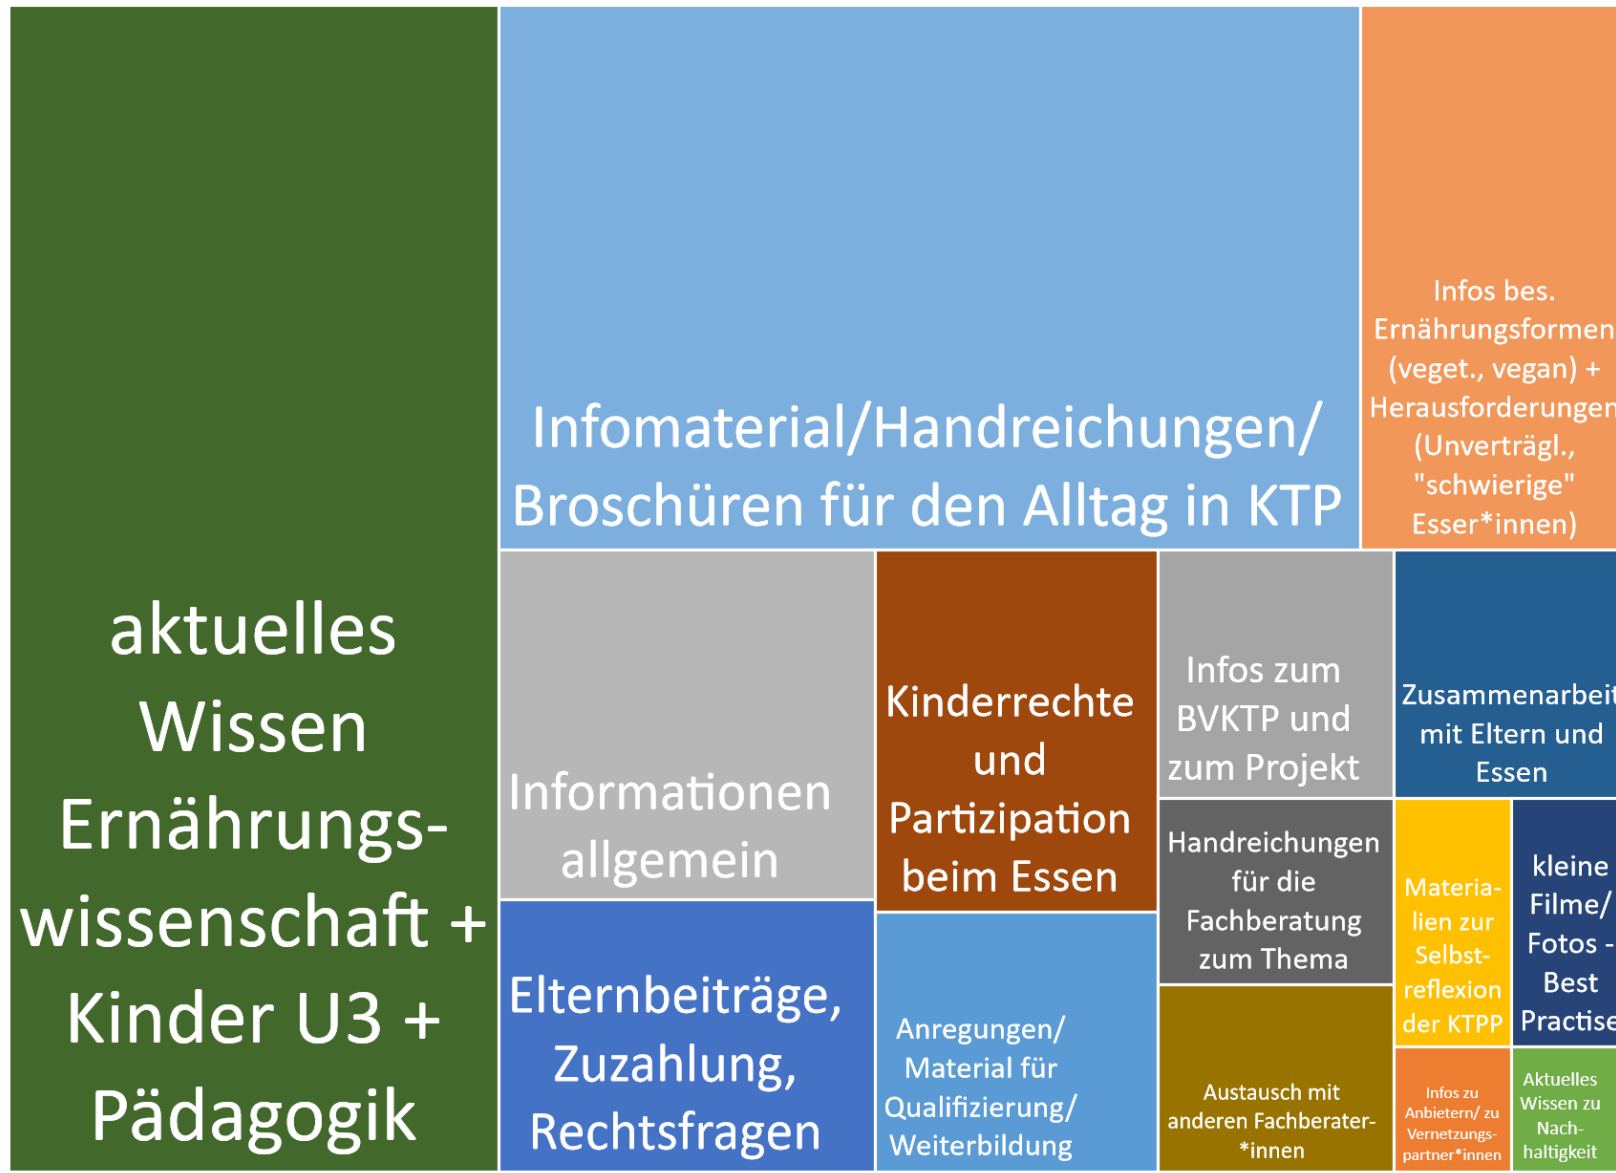 aktuelles
Wissen
Ernährungs-
wissenschaft +
Kinder U3 +
Pädagogik
Infomaterial/Handreichungen/
Broschüren für den Alltag in KTP
Infos bes.
Ernährungsformen
(veget., vegan) +
Herausforderungen
(Unverträgl.,
"schwierige"
Esser*innen)
Informationen
allgemein
Elternbeiträge,
Zuzahlung,
Rechtsfragen
Kinderrechte
und
Partizipation
beim Essen
Anregungen/
Material für
Qualifizierung/
Weiterbildung
Infos zum
BVKTP und
zum Projekt
Handreichungen
für die
Fachberatung
zum Thema
Austausch mit
anderen Fachberater-
*innen
Zusammenarbeit
mit Eltern und
Essen
Materia-
lien zur
Selbst-
reflexion
der KTPP
kleine
Filme/
Fotos -
Best
Practise
Infos zu
Anbietern/ zu
Vernetzungs-
partner*innen
Aktuelles
Wissen zu
Nach-
haltigkeit